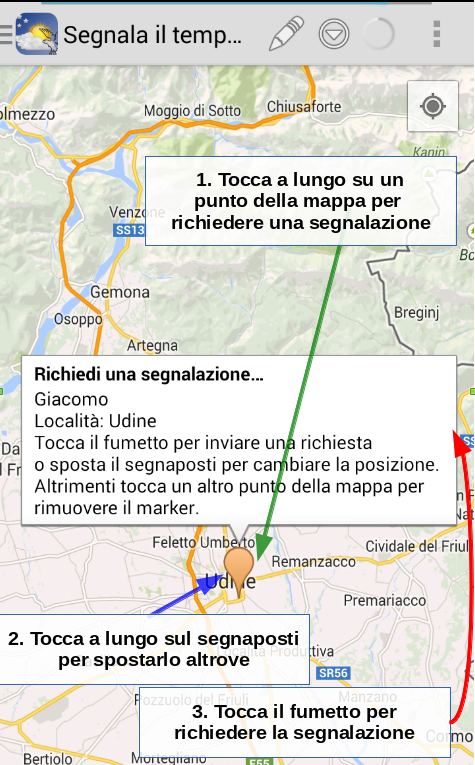 Segnala il temp...
olmezzo
Moggio di Sotto
Chiusaforte
Kanin
1. Tocca a lungo su un
punto della mappa per
richiedere una segnalazione
Venzone
SS13
Gemona
Osoppo
Breginj
Artegna
Richiedi una segnalazione...
Giacomo
Località: Udine
Tocca il fumetto per inviare una richiesta
o sposta il segnaposti per cambiare la posizione.
Altrimenti tocca un altro punto della mappa per
rimuovere il marker.
Feletto Umberto
Cividale del Friul
Remanzacco
Udine
Premariacco
2. Tocca a lungo sul segnaposti
per spostarlo altrove
Località Produttiva
SR56
Pozzuolo del Friuli
Manzano
3. Tocca il fumetto per
richiedere la segnalazione
Cormo
Bertiolo
Mortegliano
E55